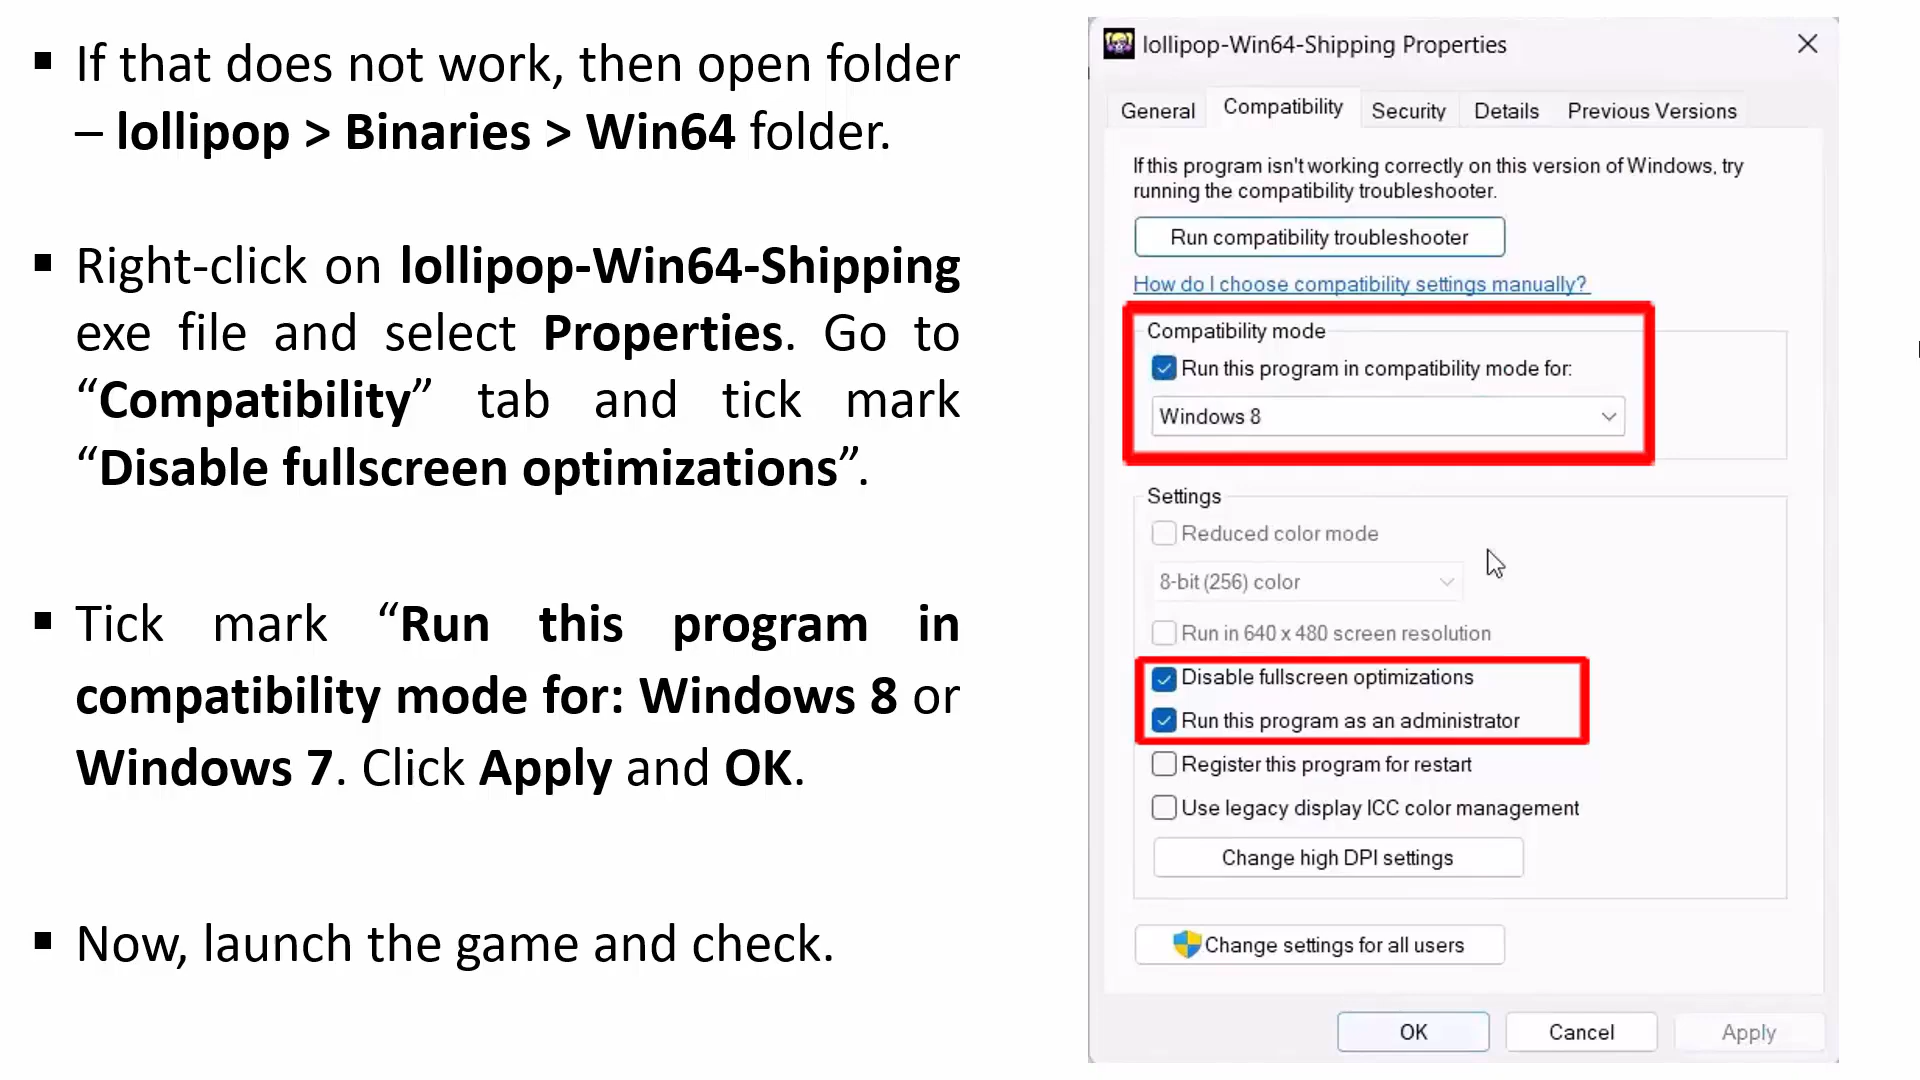 ▪ If that does not work, then open folder
– lollipop > Binaries > Win64 folder.
▪ Right-click on lollipop-Win64-Shipping
exe file and select Properties. Go to
“Compatibility” tab and tick mark
“Disable fullscreen optimizations”.
▪ Tick mark “Run this program in
compatibility mode for: Windows 8 or
Windows 7. Click Apply and OK.
▪ Now, launch the game and check.
lollipop-Win64-Shipping Properties
General Compatibility Security Details Previous Versions
If this program isn't working correctly on this version of Windows, try
running the compatibility troubleshooter.
Run compatibility troubleshooter
How do I choose compatibility settings manually?
Compatibility mode
Run this program in compatibility mode for:
Windows 8
Settings
Reduced color mode
8-bit (256) color
Run in 640 x 480 screen resolution
Disable fullscreen optimizations
Run this program as an administrator
Register this program for restart
Use legacy display ICC color management
Change high DPI settings
Change settings for all users
OK Cancel Apply